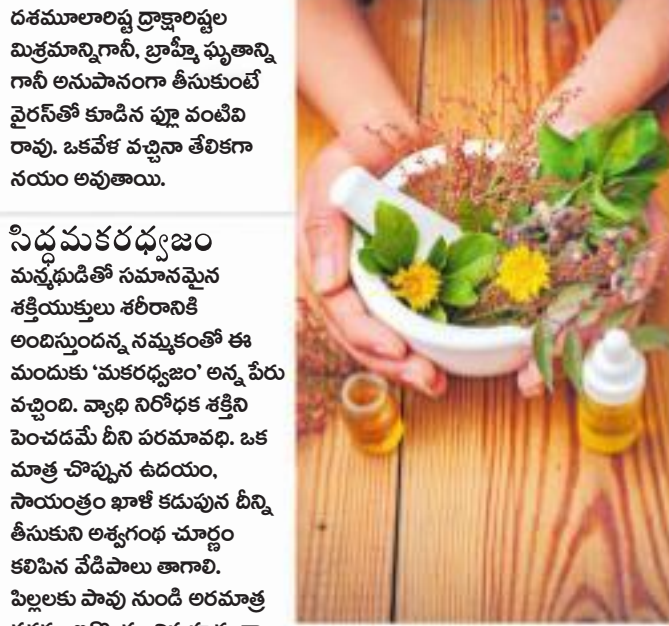 దశమూలారిష్ట ద్రాక్షారిష్టల
మిశ్రమాన్నిగానీ, బ్రాహ్మీ ఘృతాన్ని
గానీ అనుపానంగా తీసుకుంటే
వైరస్‌తో కూడిన ఫ్లూ వంటివి
రావు. ఒకవేళ వచ్చినా తేలికగా
నయం అవుతాయి.
సిద్ధమకరధ్వజం
మన్మథుడితో సమానమైన
శక్తియుక్తులు శరీరానికి
అందిస్తుందన్న నమ్మకంతో ఈ
మందుకు ‘మకరధ్వజం’ అన్న పేరు
వచ్చింది. వ్యాధి నిరోధక శక్తిని
పెంచడమే దీని పరమావధి. ఒక
మాత్ర చొప్పున ఉదయం,
సాయంత్రం ఖాళీ కడుపున దీన్ని
తీసుకుని అశ్వగంధ చూర్ణం
కలిపిన వేడిపాలు తాగాలి.
పిల్లలకు పావు నుండి అరమాత్ర